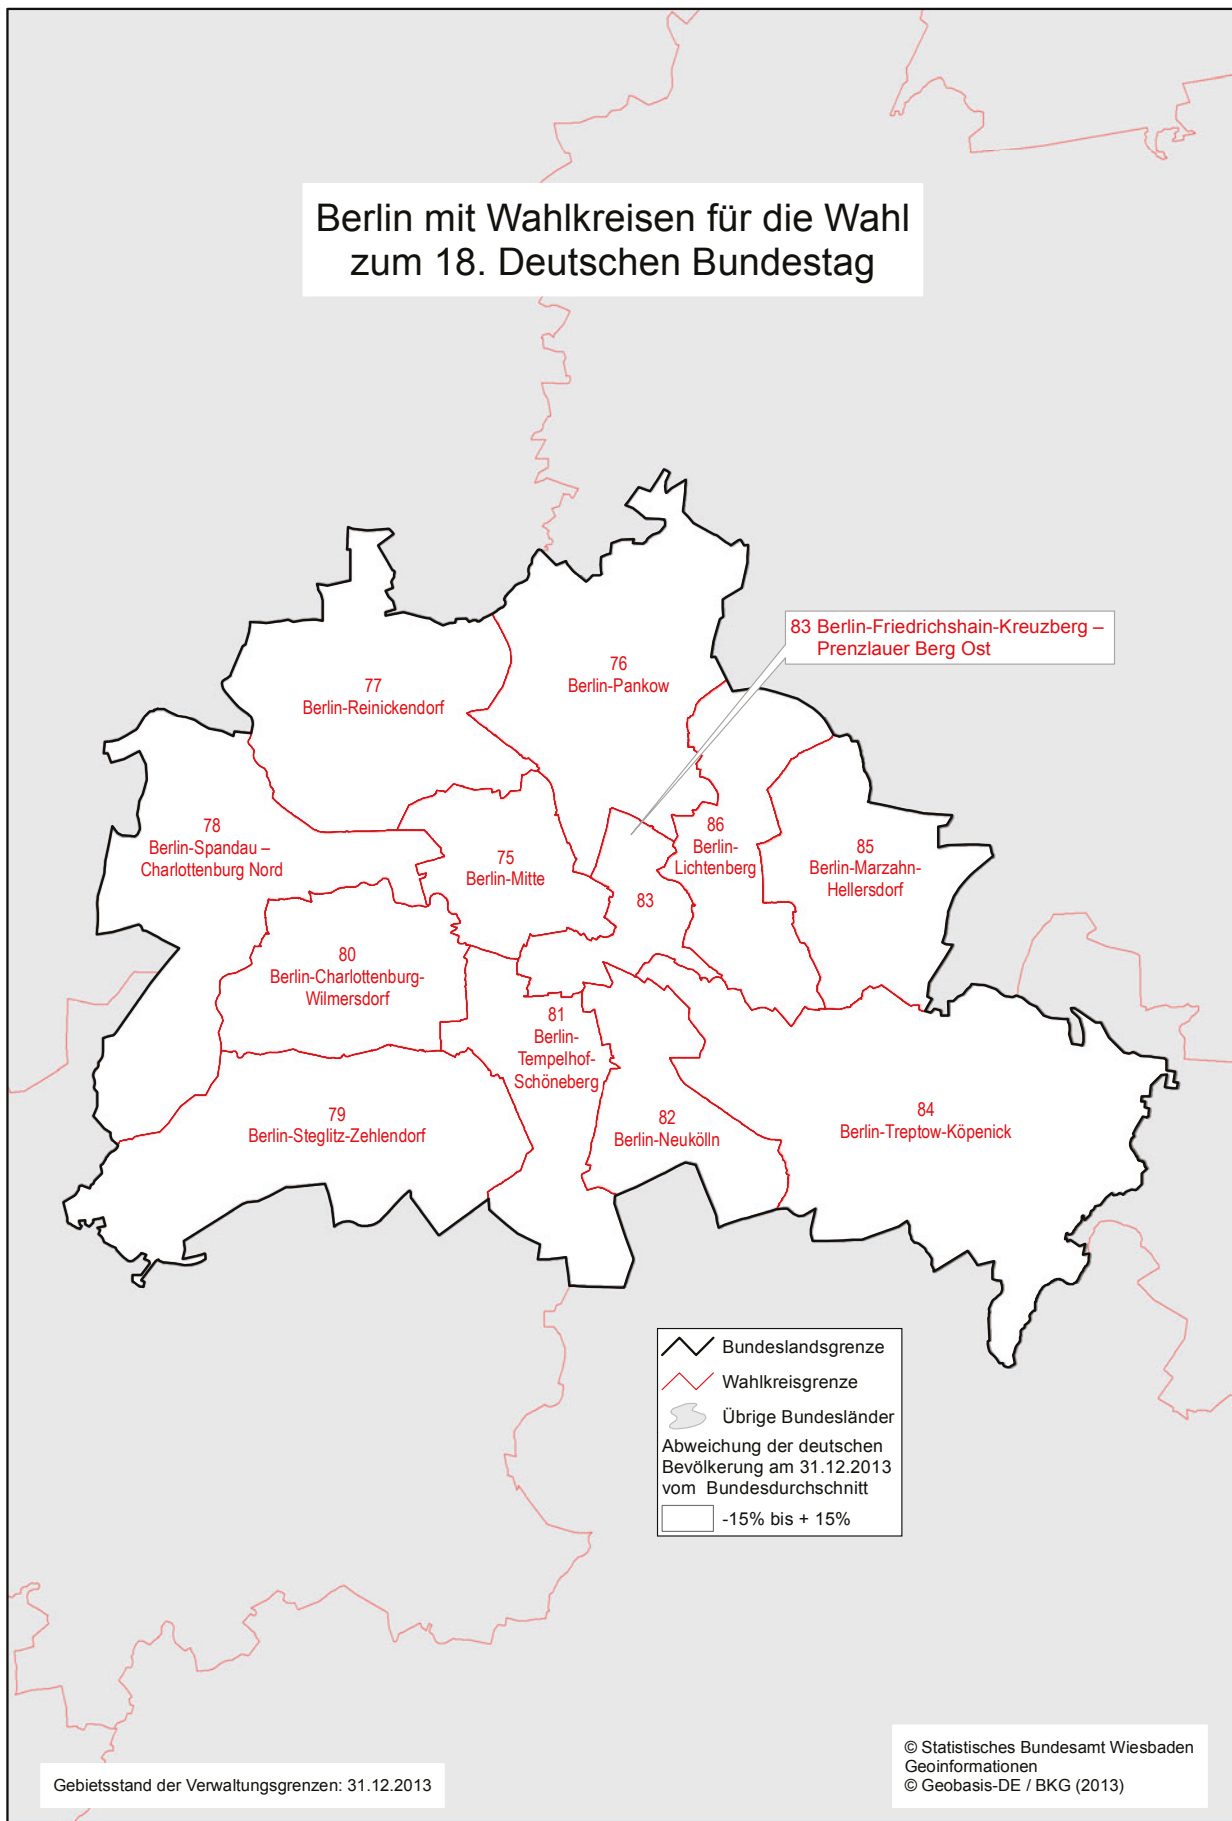 Berlin mit Wahlkreisen für die Wahl
zum 18. Deutschen Bundestag
83 Berlin-Friedrichshain-Kreuzberg –
Prenzlauer Berg Ost
76
Berlin-Pankow
77
Berlin-Reinickendorf
78
Berlin-Spandau –
Charlottenburg Nord
86
Berlin-
Lichtenberg
85
Berlin-Marzahn-
Hellersdorf
75
Berlin-Mitte
83
80
Berlin-Charlottenburg-
Wilmersdorf
81
Berlin-
Tempelhof-
Schöneberg
79
Berlin-Steglitz-Zehlendorf
82
Berlin-Neukölln
84
Berlin-Treptow-Köpenick
Bundeslandsgrenze
Wahlkreisgrenze
Übrige Bundesländer
Abweichung der deutschen
Bevölkerung am 31.12.2013
vom Bundesdurchschnitt
-15% bis + 15%
Gebietsstand der Verwaltungsgrenzen: 31.12.2013
© Statistisches Bundesamt Wiesbaden
Geoinformationen
© Geobasis-DE / BKG (2013)